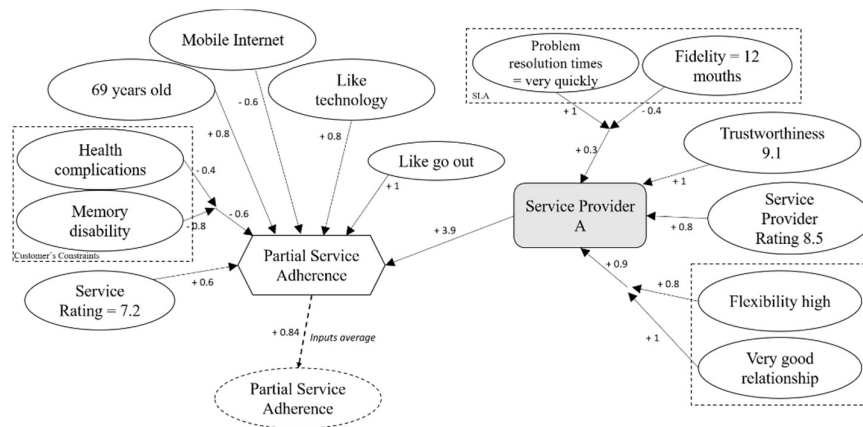 Mobile Internet
69 years old
Like
technology
Like go out
Health
complications
Memory
disability
Customer's Constraints
Service
Rating = 7.2
Partial Service
Adherence
- 0.6
+ 0.8
+ 0.8
+ 1
- 0.4
- 0.8
- 0.6
+ 0.6
+ 3.9
+ 0.84
Inputs average
Partial Service
Adherence
Problem
resolution times
= very quickly
Fidelity = 12
mouths
SLA
+ 1
- 0.4
+ 0.3
Trustworthiness
9.1
+ 1
Service Provider
A
Service
Provider
Rating 8.5
+ 0.8
+ 0.9
+ 0.8
Flexibility high
+ 1
Very good
relationship